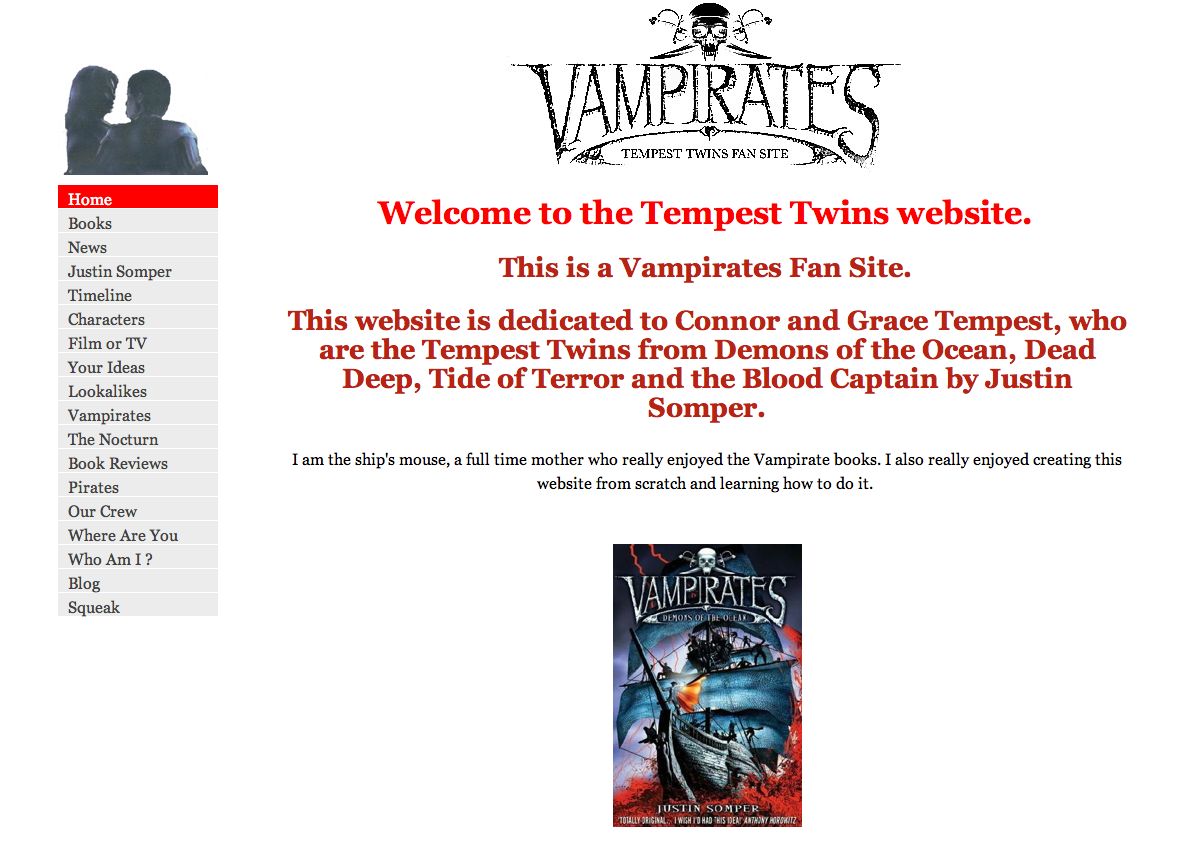 VAMPIRATES
TEMPEST TWINS FAN SITE
Home
Books
News
Justin Somper
Timeline
Characters
Film or TV
Your Ideas
Lookalikes
Vampirates
The Nocturn
Book Reviews
Pirates
Our Crew
Where Are You
Who Am I ?
Blog
Squeak
Welcome to the Tempest Twins website.
This is a Vampirates Fan Site.
This website is dedicated to Connor and Grace Tempest, who
are the Tempest Twins from Demons of the Ocean, Dead
Deep, Tide of Terror and the Blood Captain by Justin
Somper.
I am the ship's mouse, a full time mother who really enjoyed the Vampirate books. I also really enjoyed creating this
website from scratch and learning how to do it.
VAMPIRATES
DEMONS OF THE OCEAN
JUSTIN SOMPER
'TOTALLY ORIGINAL... I WISH I'D HAD THIS IDEA!' ANTHONY HOROWITZ